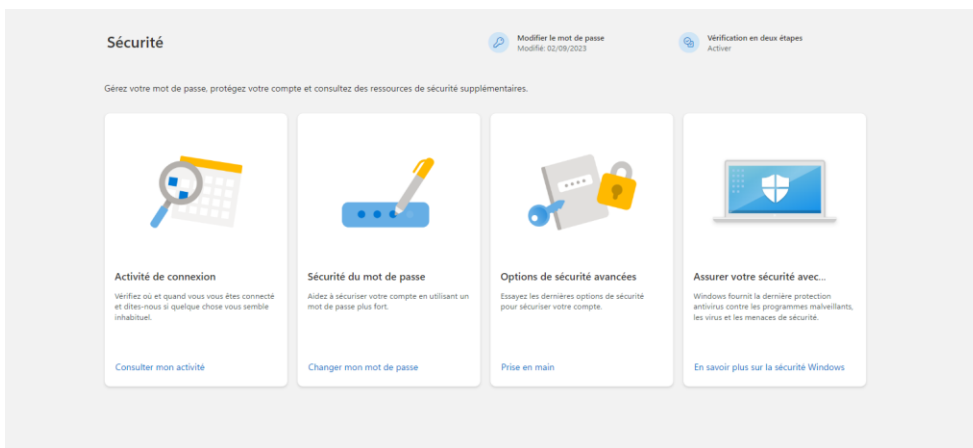 Sécurité
Modifier le mot de passe
Modifié: 02/09/2023
Vérification en deux étapes
Activer
Gérez votre mot de passe, protégez votre compte et consultez des ressources de sécurité supplémentaires.
Activité de connexion
Vérifiez où et quand vous vous êtes connecté
et dites-nous si quelque chose vous semble
inhabituel.
Consulter mon activité
Sécurité du mot de passe
Aidez à sécuriser votre compte en utilisant un
mot de passe plus fort.
Changer mon mot de passe
Options de sécurité avancées
Essayez les dernières options de sécurité
pour sécuriser votre compte.
Prise en main
Assurer votre sécurité avec...
Windows fournit la dernière protection
antivirus contre les programmes malveillants,
les virus et les menaces de sécurité.
En savoir plus sur la sécurité Windows